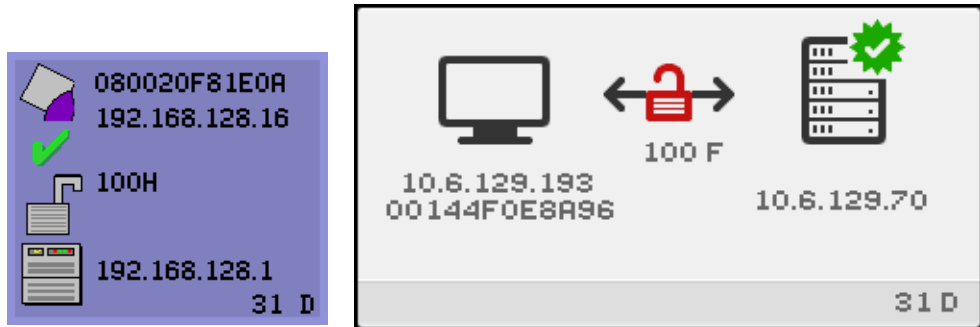 080020F81E0A
192.168.128.16
100H
192.168.128.1
31 D
100 F
10.6.129.193
00144F0E8A96
10.6.129.70
31 D